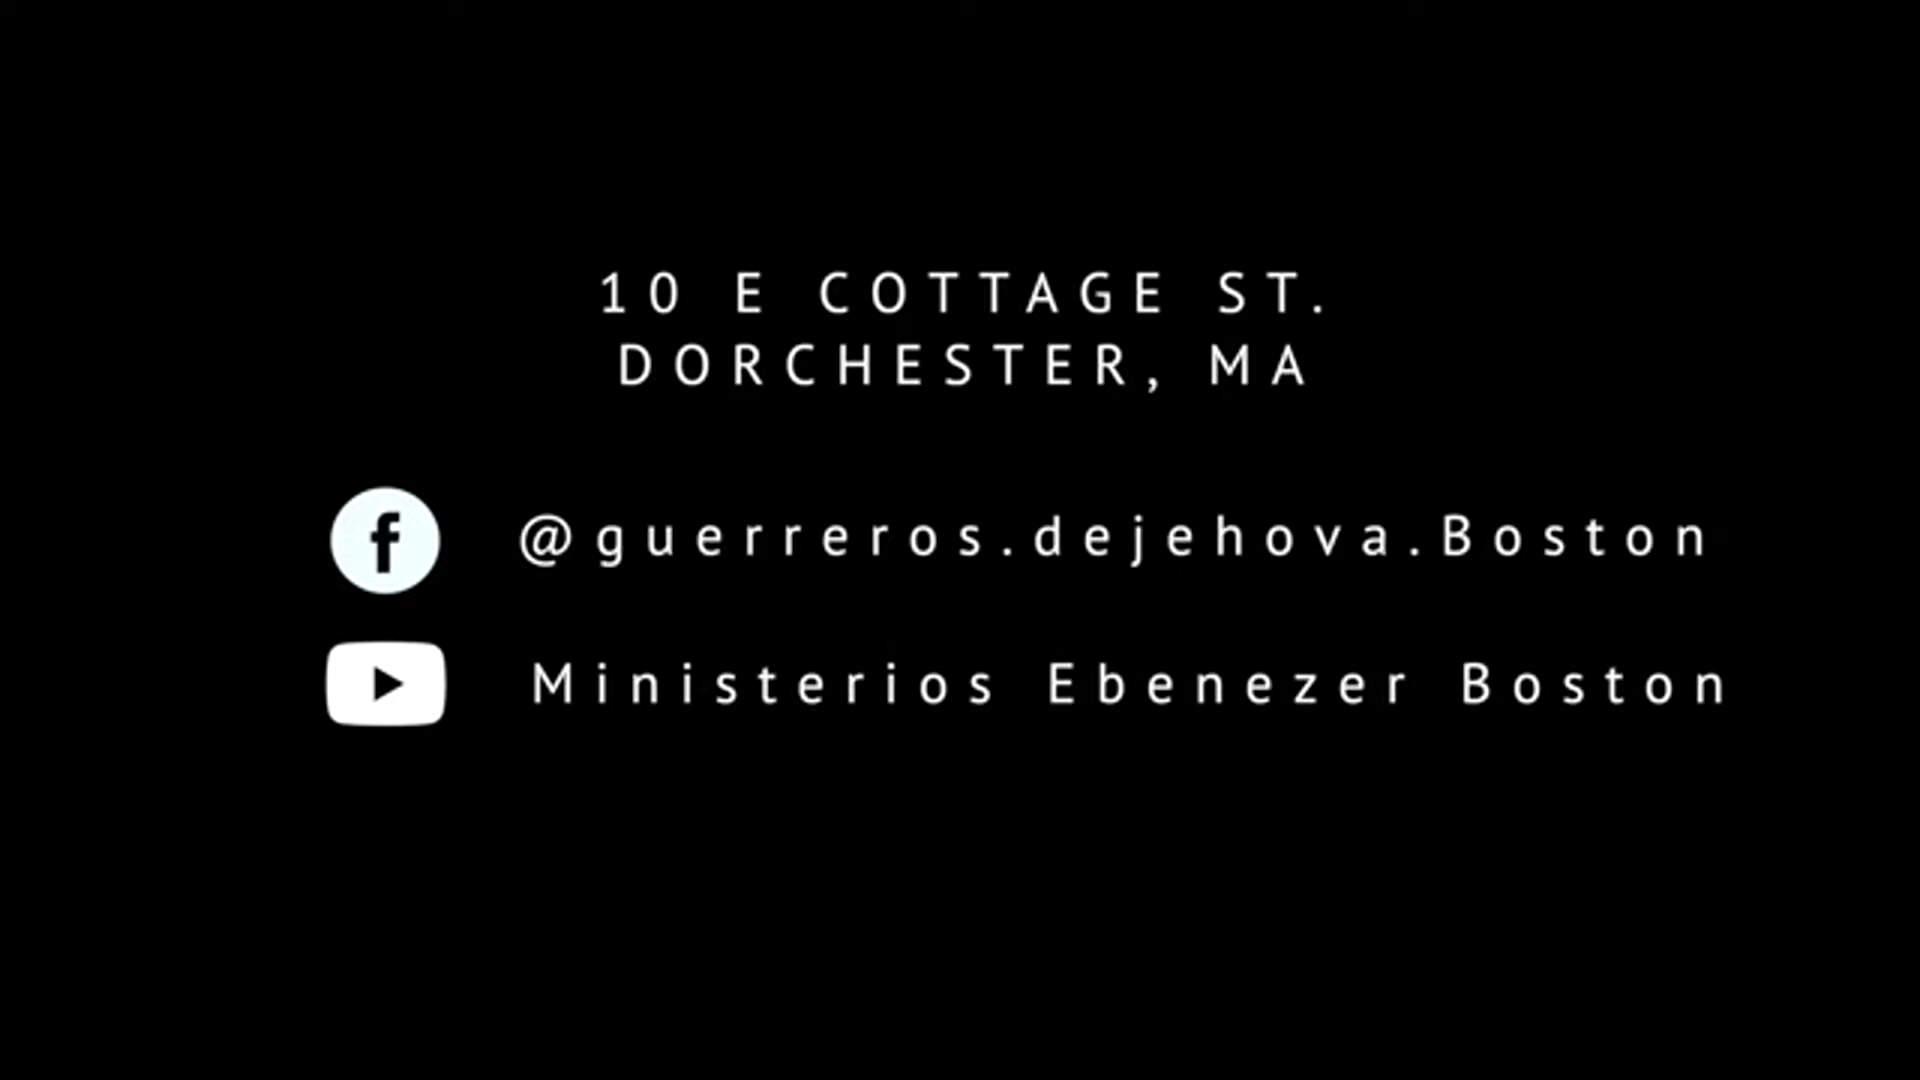 10 E COTTAGE ST.
DORCHESTER, MA
@guerreros.dejehova.Boston
Ministerios Ebenezer Boston